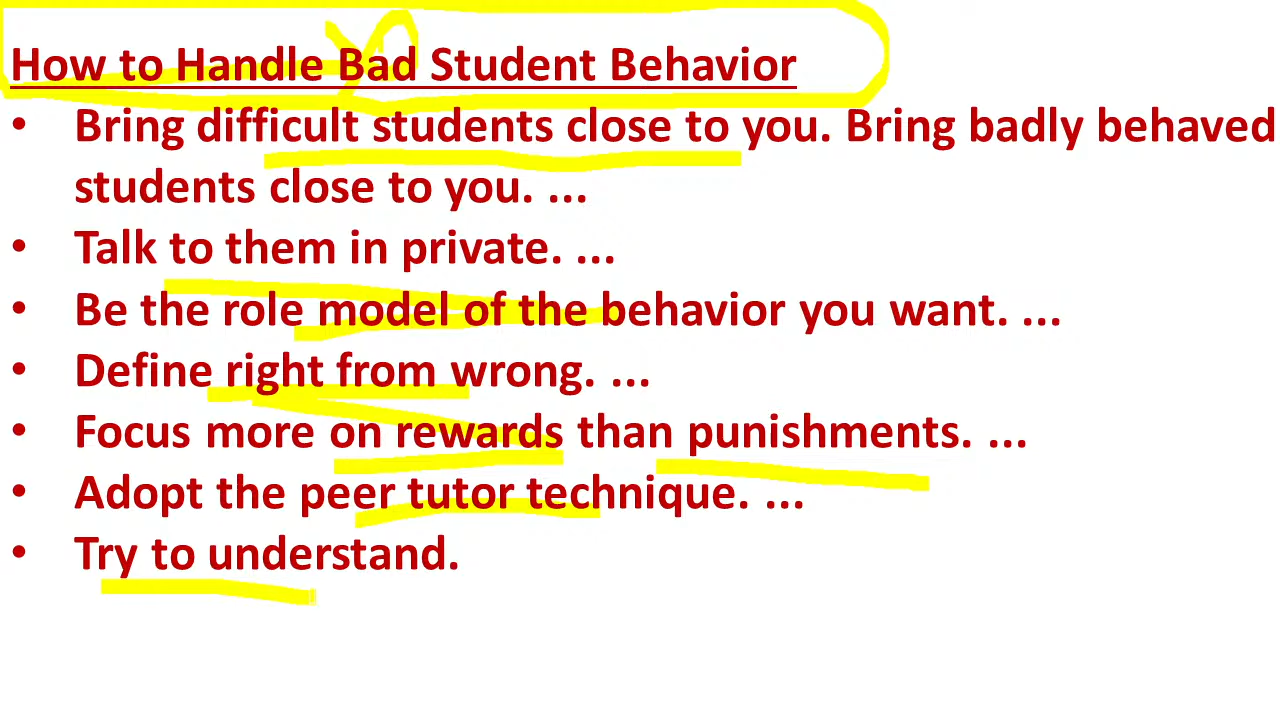 How to Handle Bad Student Behavior
• Bring difficult students close to you. Bring badly behaved
students close to you. ...
• Talk to them in private. ...
• Be the role model of the behavior you want. ...
• Define right from wrong. ...
• Focus more on rewards than punishments. ...
• Adopt the peer tutor technique. ...
• Try to understand.